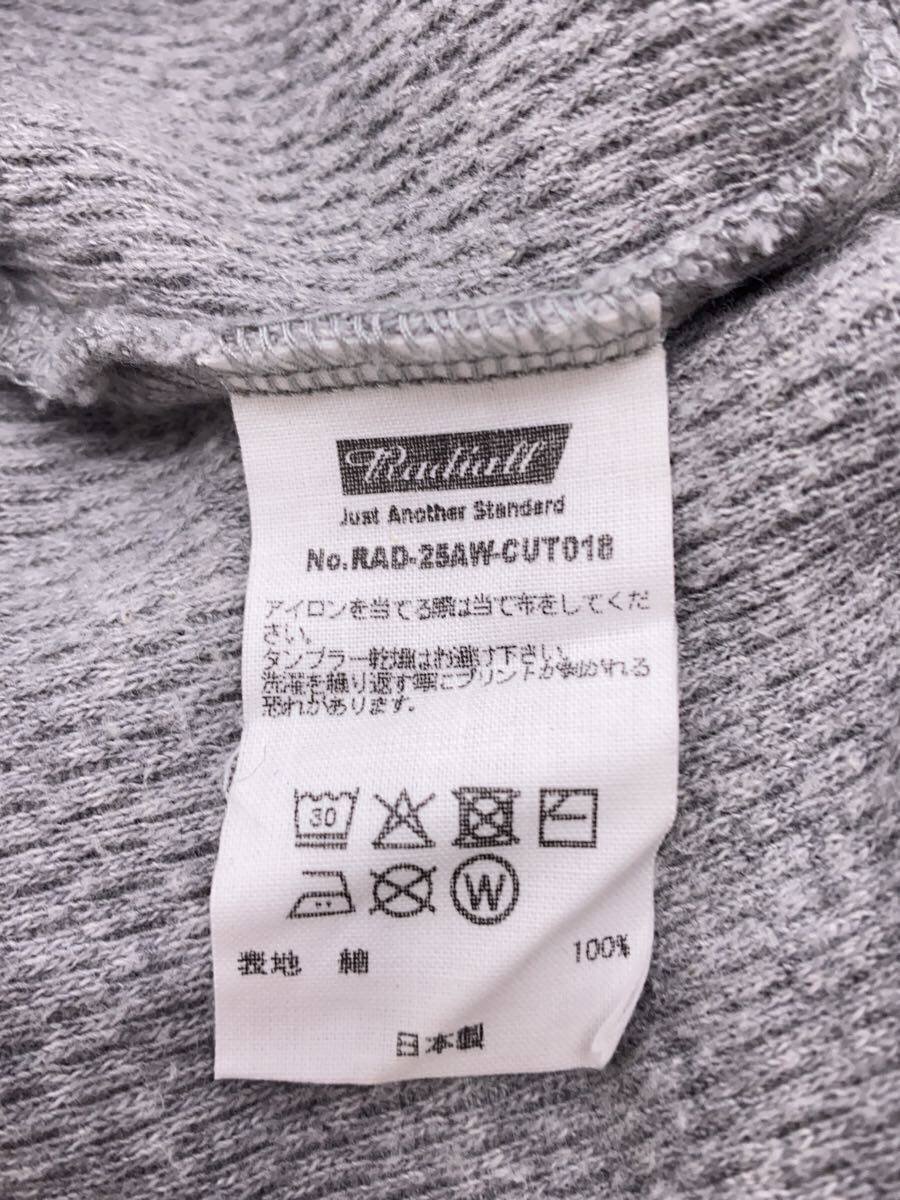 Radiall
Just Another Standard
No.RAD-25AW-CUT018
アイロンを当てる際は当て布をしてくだ
さい。
タンブラー乾燥はお避け下さい。
洗濯を繰り返す事にプリントが剥がれる
恐れがあります。
30
W
表地 綿 100%
日本製